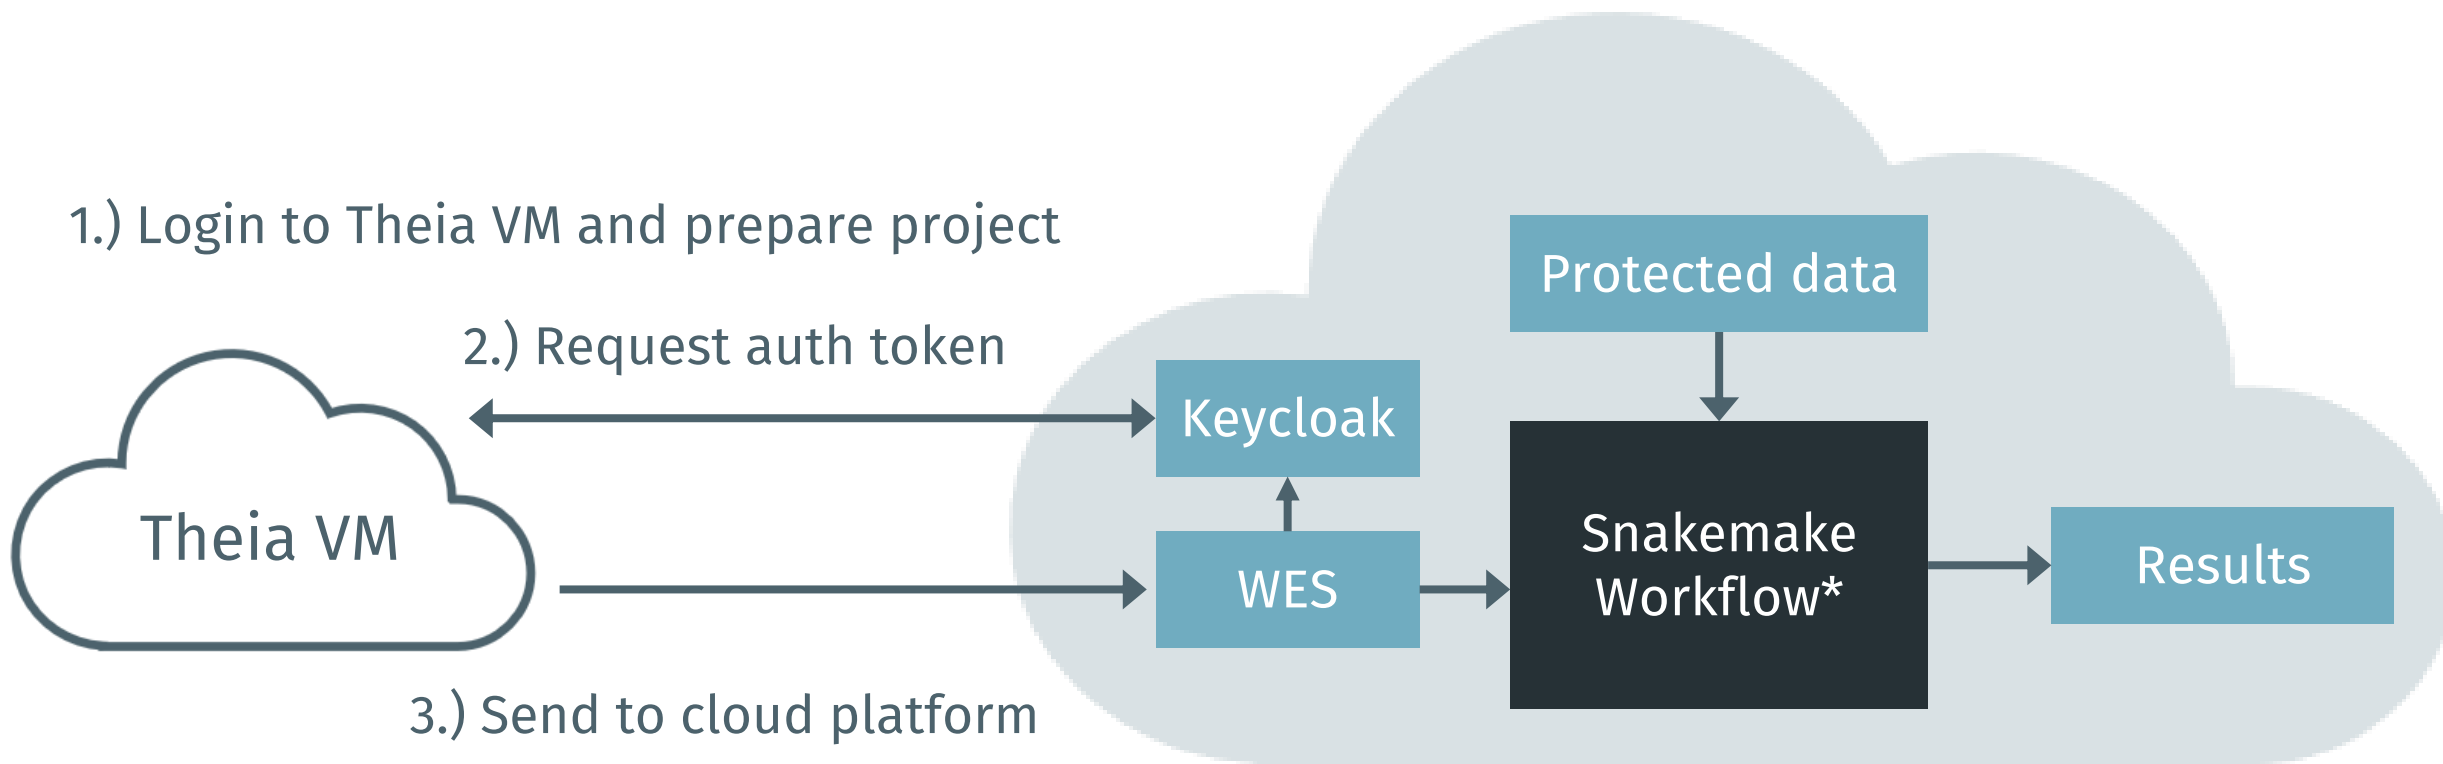 1.) Login to Theia VM and prepare project
2.) Request auth token
Theia VM
3.) Send to cloud platform
Protected data
Keycloak
WES
Snakemake
Workflow*
Results